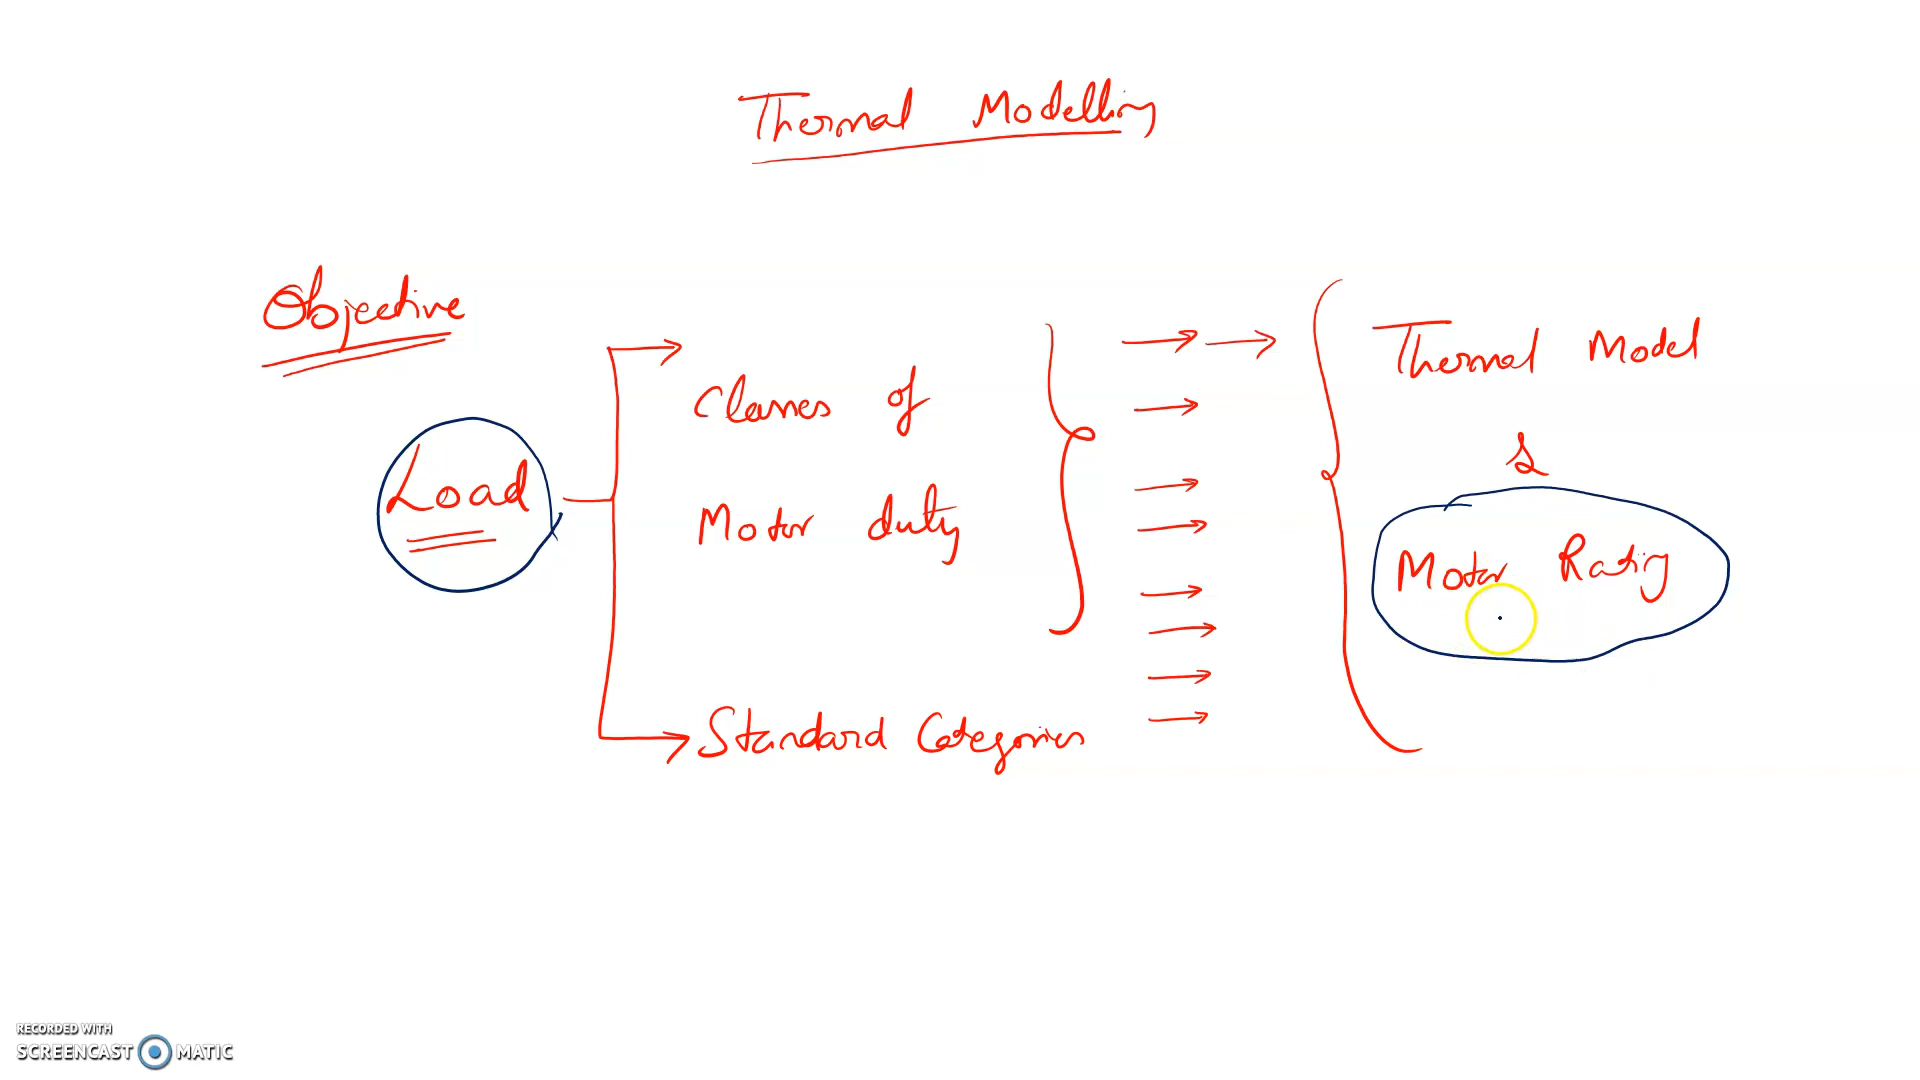 Thermal Modelling
Objective
Load
Classes of
Motor duty
Standard Categories
Thermal Model
&
Motor Rating
RECORDED WITH
SCREENCAST MATIC